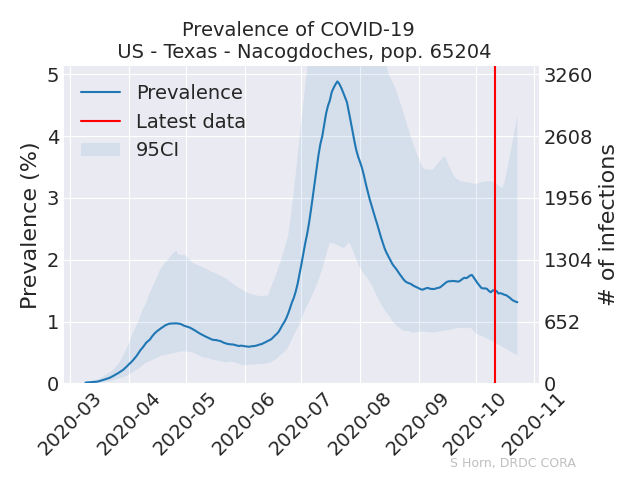 Prevalence of COVID-19
US - Texas - Nacogdoches, pop. 65204
Prevalence
Latest data
95CI
Prevalence (%)
5
4
3
2
1
0
3260
2608
1956
1304
652
0
# of infections
2020-03
2020-04
2020-05
2020-06
2020-07
2020-08
2020-09
2020-10
2020-11
S Horn, DRDC CORA